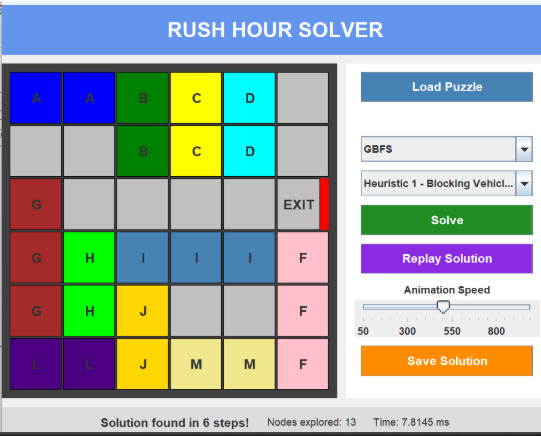 RUSH HOUR SOLVER
A A B C D
B C D
G EXIT
G H I I I F
G H J F
L L J M M F
Load Puzzle
GBFS
Heuristic 1 - Blocking Vehicl...
Solve
Replay Solution
Animation Speed
50 300 550 800
Save Solution
Solution found in 6 steps! Nodes explored: 13 Time: 7.8145 ms